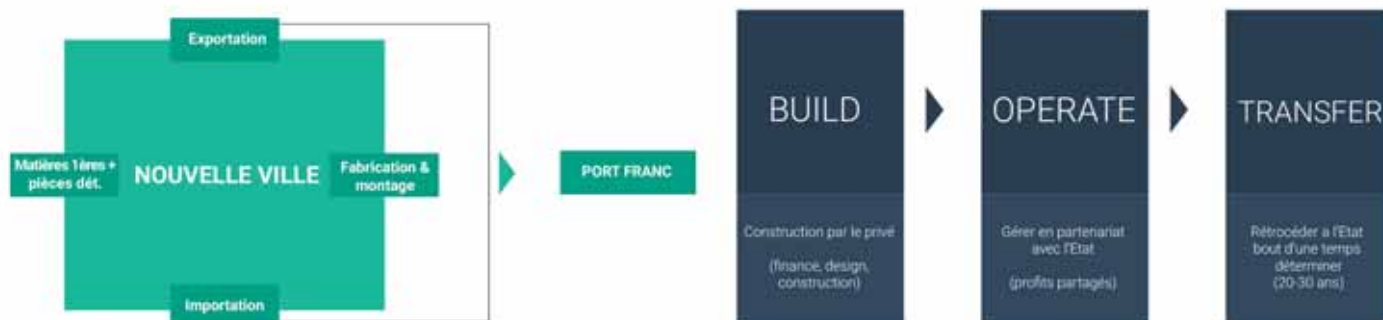 Exportation
Matières 1ères +
pièces dét.
NOUVELLE VILLE
Fabrication &
montage
Importation
PORT FRANC
BUILD
Construction par le privé
(finance, design,
construction)
OPERATE
Gérer en partenariat
avec l'Etat
(profits partagés)
TRANSFER
Rétrocéder a l'Etat
bout d'une temps
déterminer
(20-30 ans)